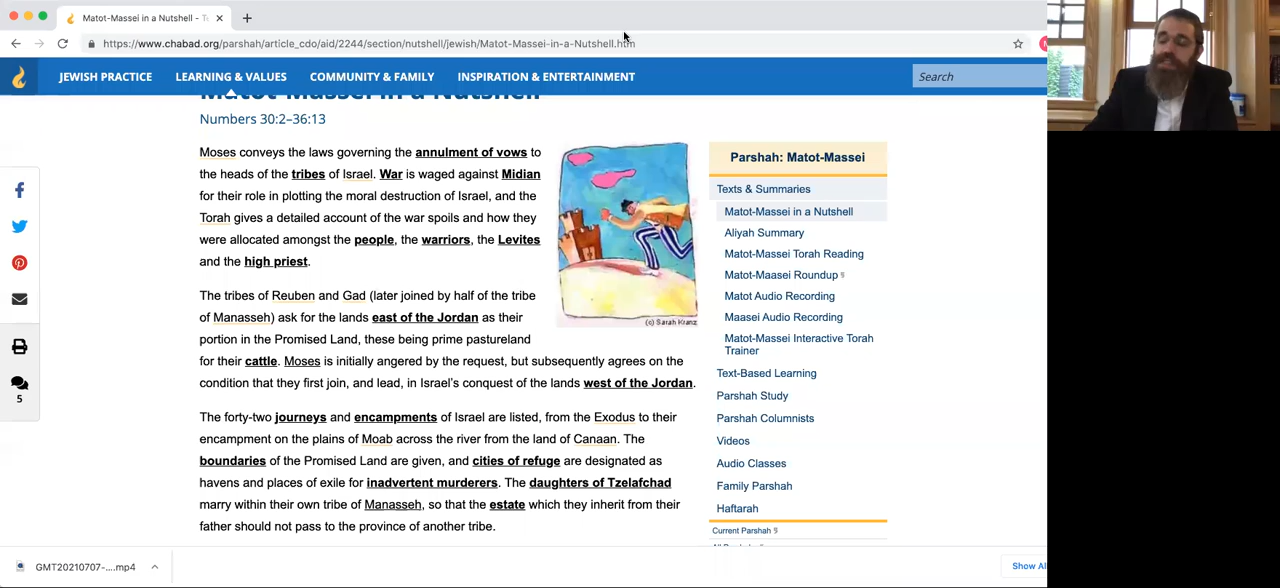 Matot-Massei in a Nutshell - T
https://www.chabad.org/parshah/article_cdo/aid/2244/section/nutshell/jewish/Matot-Massei-in-a-Nutshell.htm
JEWISH PRACTICE LEARNING & VALUES COMMUNITY & FAMILY INSPIRATION & ENTERTAINMENT Search
Matot-Massei in a Nutshell
Numbers 30:2–36:13
Moses conveys the laws governing the annulment of vows to
the heads of the tribes of Israel. War is waged against Midian
for their role in plotting the moral destruction of Israel, and the
Torah gives a detailed account of the war spoils and how they
were allocated amongst the people, the warriors, the Levites
and the high priest.
(c) Sarah Kranz
The tribes of Reuben and Gad (later joined by half of the tribe
of Manasseh) ask for the lands east of the Jordan as their
portion in the Promised Land, these being prime pastureland
for their cattle. Moses is initially angered by the request, but subsequently agrees on the
condition that they first join, and lead, in Israel's conquest of the lands west of the Jordan.
The forty-two journeys and encampments of Israel are listed, from the Exodus to their
encampment on the plains of Moab across the river from the land of Canaan. The
boundaries of the Promised Land are given, and cities of refuge are designated as
havens and places of exile for inadvertent murderers. The daughters of Tzelafchad
marry within their own tribe of Manasseh, so that the estate which they inherit from their
father should not pass to the province of another tribe.
Parshah: Matot-Massei
Texts & Summaries
Matot-Massei in a Nutshell
Aliyah Summary
Matot-Massei Torah Reading
Matot-Maasei Roundup
Matot Audio Recording
Maasei Audio Recording
Matot-Massei Interactive Torah
Trainer
Text-Based Learning
Parshah Study
Parshah Columnists
Videos
Audio Classes
Family Parshah
Haftarah
Current Parshah
5
GMT20210707-....mp4
Show Al